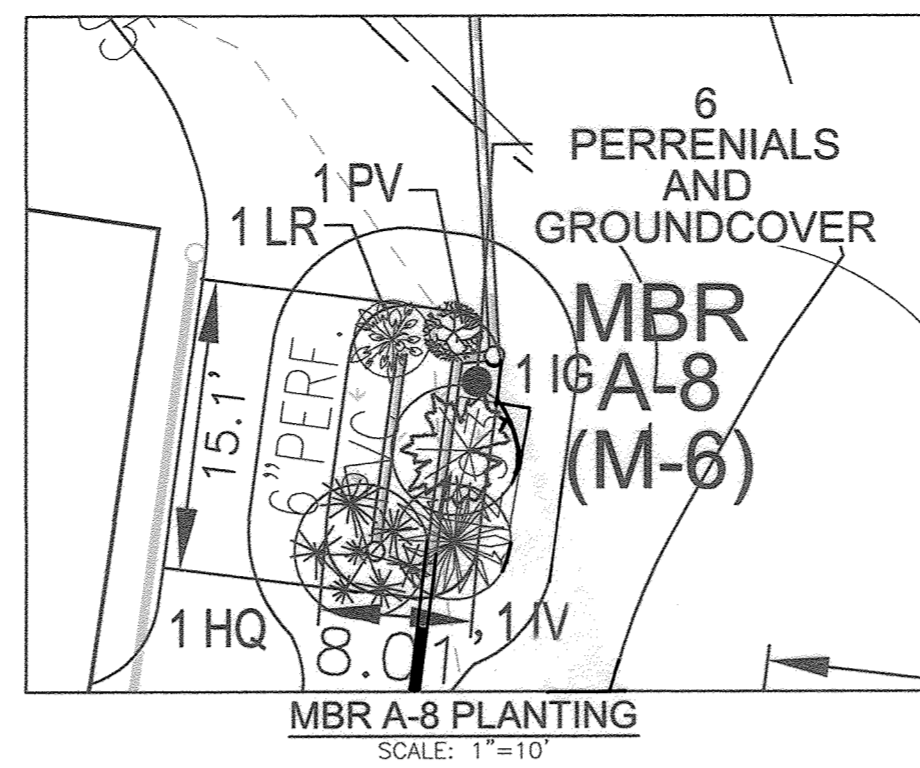 6
PERRENIALS
AND
GROUNDCOVER
1 PV
1 LR
MBR
A-8
(M-6)
1 IG
15.1'
6"PERF.
1 HQ
8.01'
1 IV
MBR A-8 PLANTING
SCALE: 1"=10'